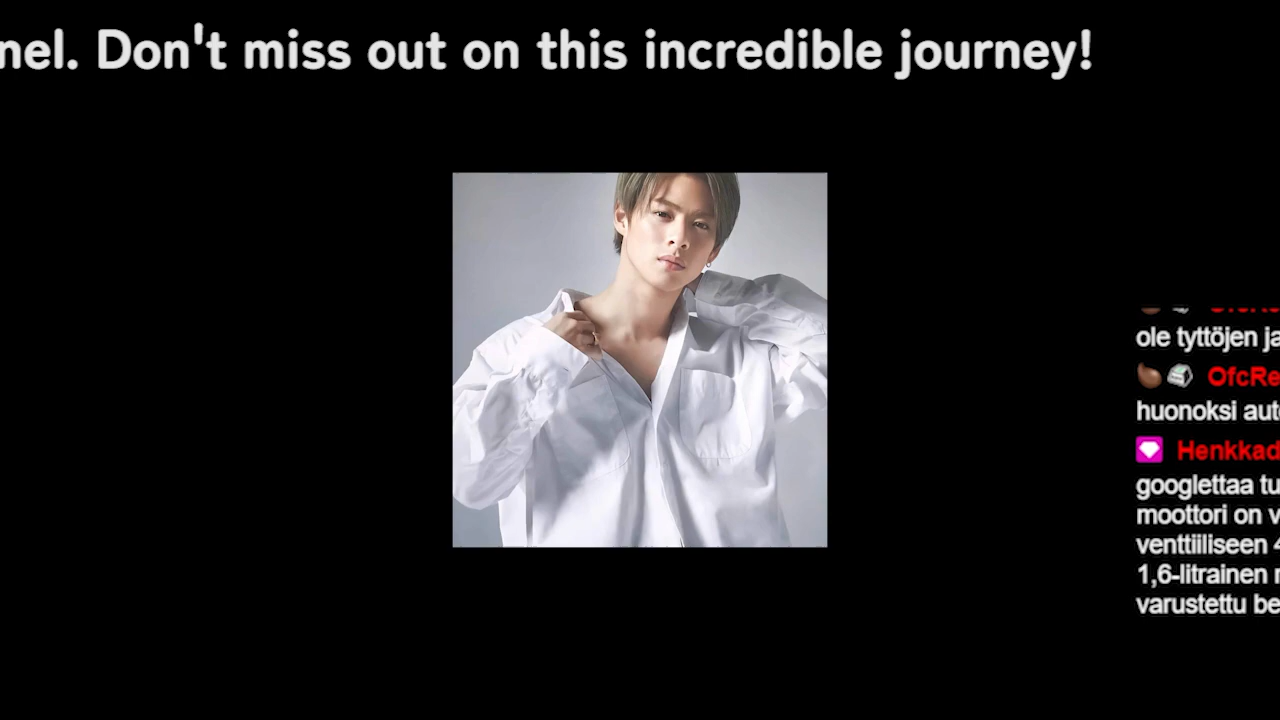 nel. Don't miss out on this incredible journey!
ole tyttöjen ja
OfcRe
huonoksi aut
Henkkad
googlettaa tu
moottori on v
venttiiliseen 4
1,6-litrainen
varustettu be